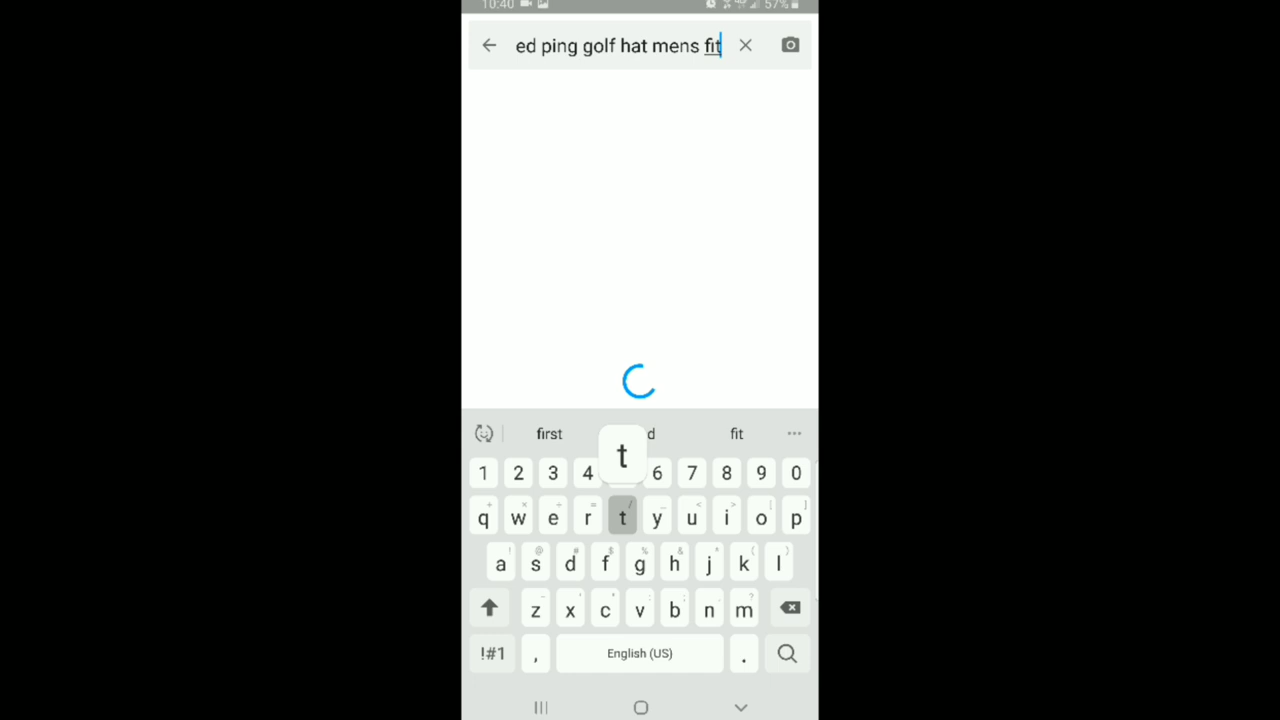 10:40 57%
ed ping golf hat mens fit
first d fit
t
1 2 3 4 6 7 8 9 0
q w e r t y u i o p
a s d f g h j k l
z x c v b n m
!#1 , English (US) .